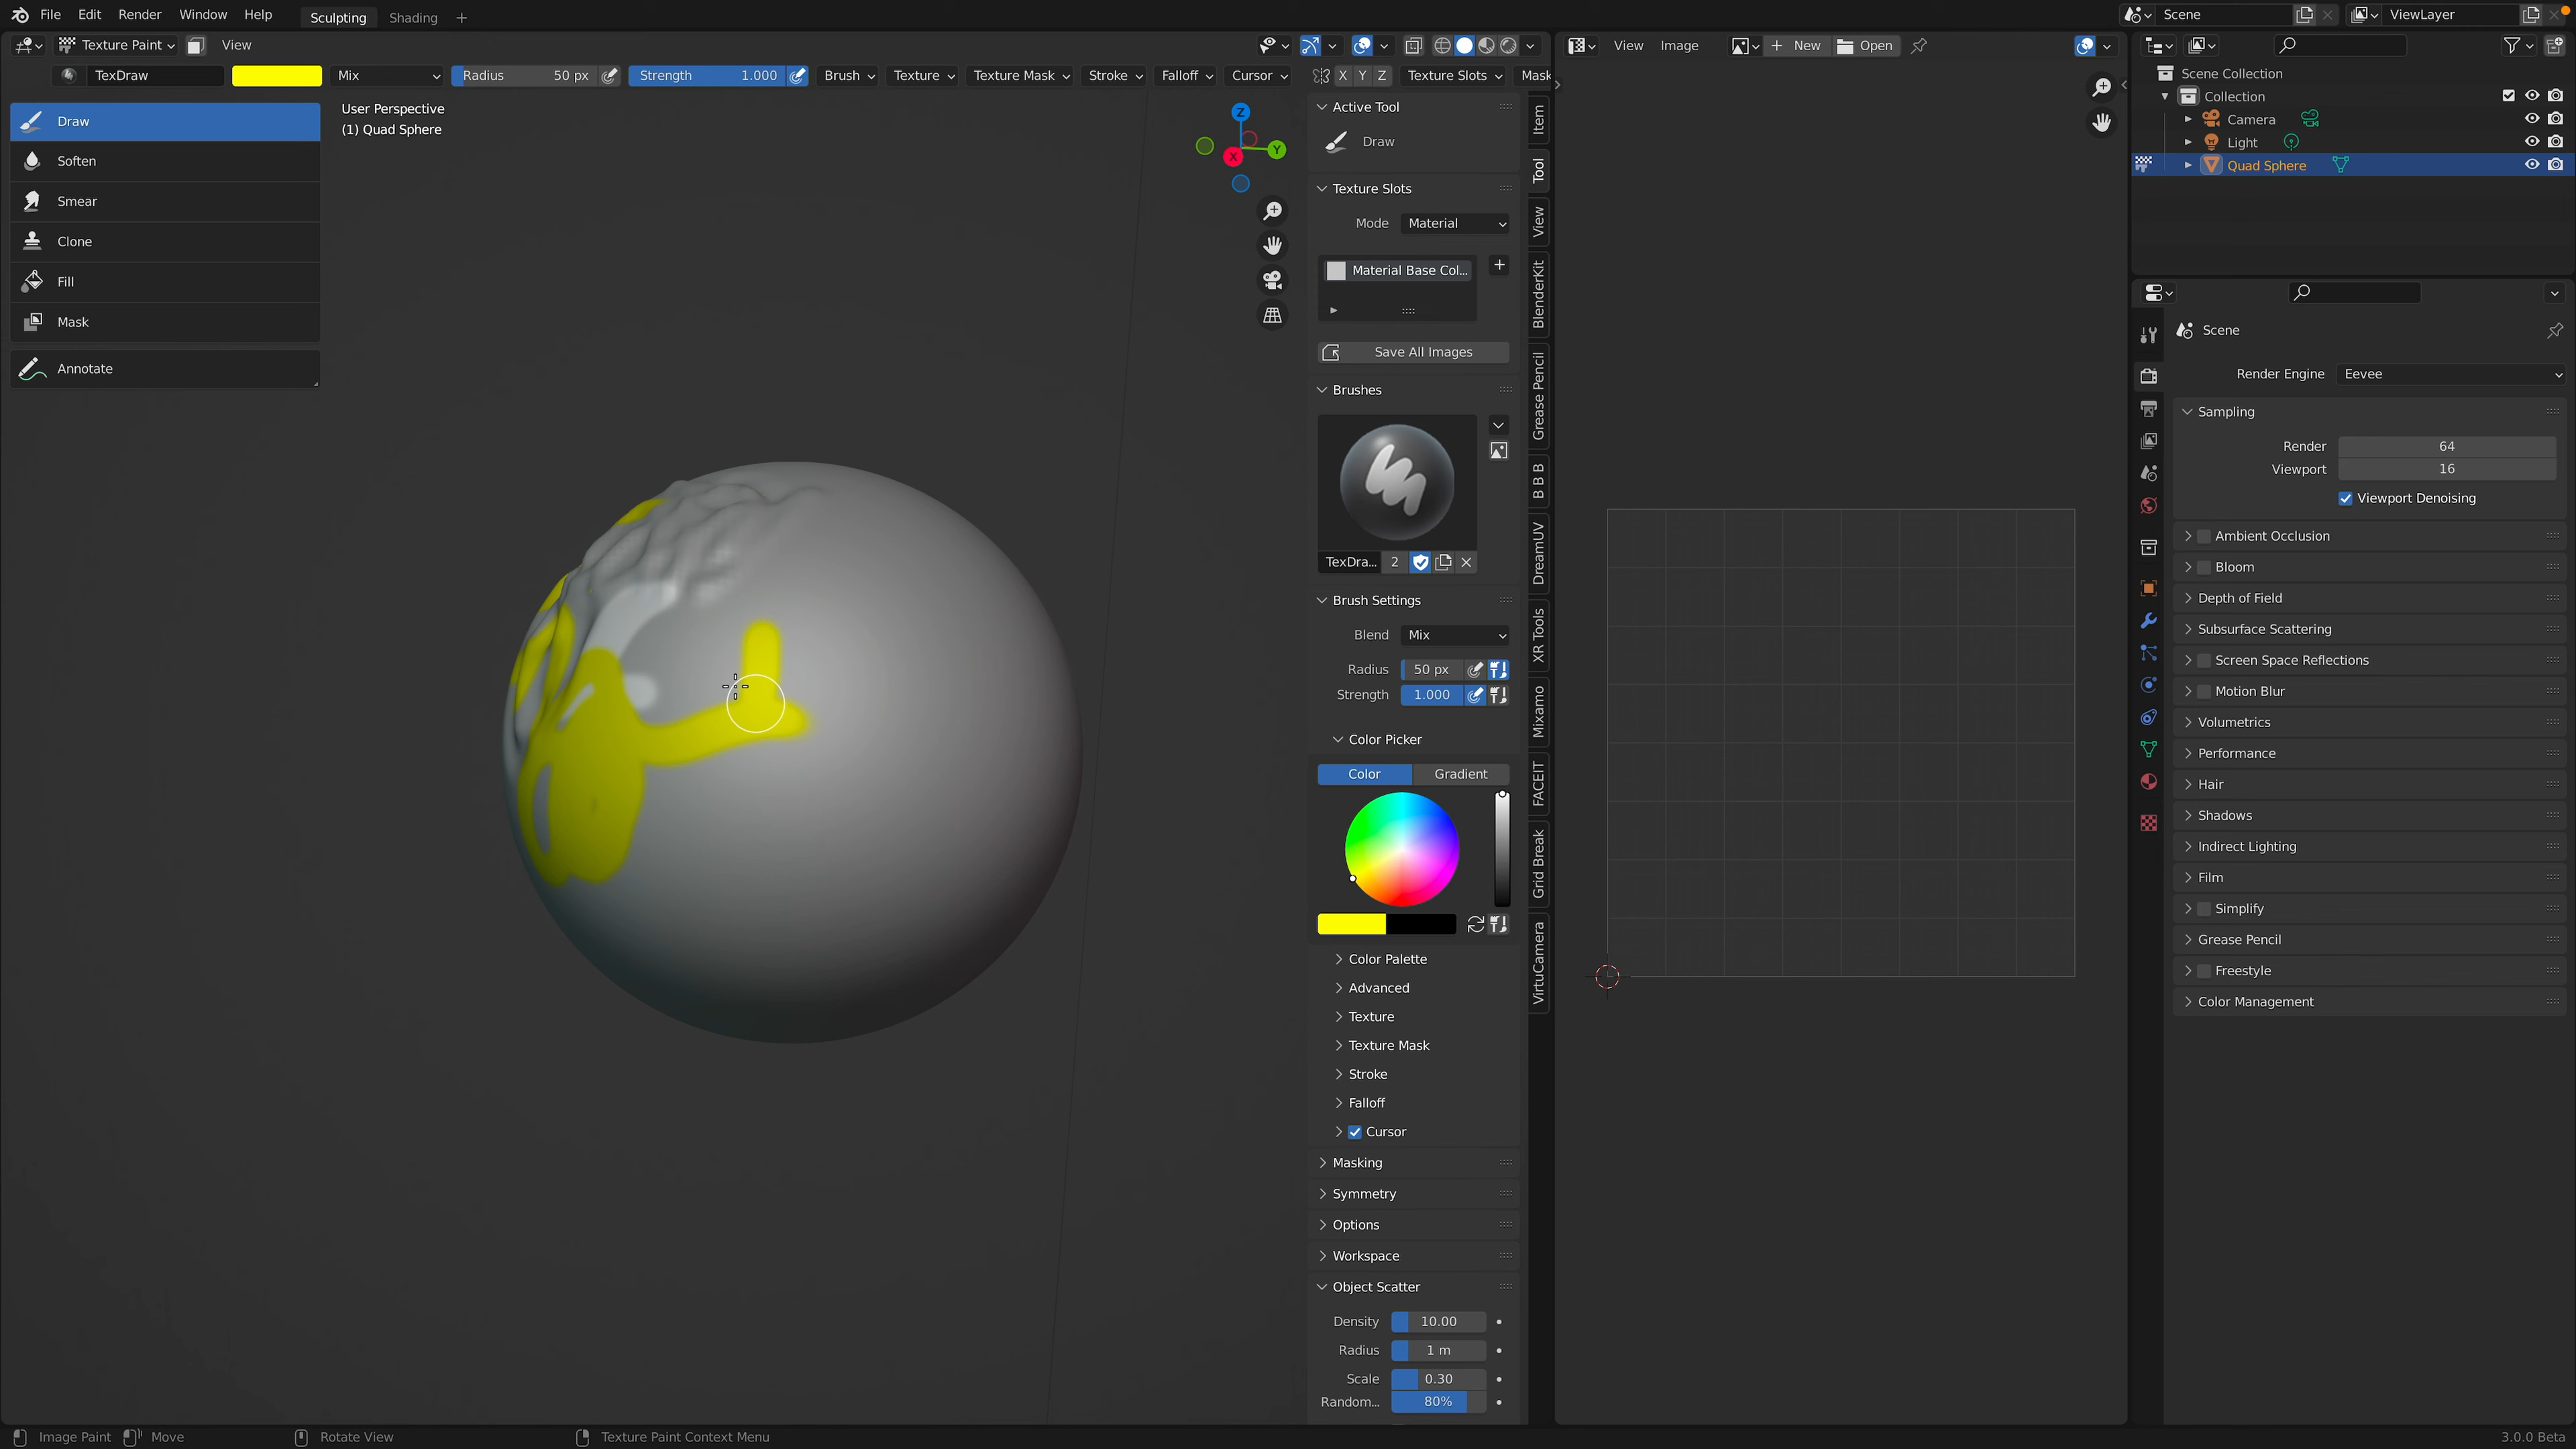 File Edit Render Window Help Sculpting Shading + Scene ViewLayer
Texture Paint View
View Image New Open
TexDraw Mix Radius 50 px Strength 1.000 Brush Texture Texture Mask Stroke Falloff Cursor X Y Z Texture Slots Mask
Draw
Soften
Smear
Clone
Fill
Mask
Annotate
User Perspective
(1) Quad Sphere
Z
Y
X
Active Tool
Draw
Texture Slots
Mode Material
Material Base Col...
Save All Images
Brushes
TexDra... 2
Brush Settings
Blend Mix
Radius 50 px
Strength 1.000
Color Picker
Color Gradient
Color Palette
Advanced
Texture
Texture Mask
Stroke
Falloff
Cursor
Masking
Symmetry
Options
Workspace
Object Scatter
Density 10.00
Radius 1 m
Scale 0.30
Random... 80%
Item
Tool
View
BlenderKit
Grease Pencil
B B B
DreamUV
XR Tools
Mixamo
FACEIT
Grid Break
VirtuCamera
Scene Collection
Collection
Camera
Light
Quad Sphere
Scene
Render Engine Eevee
Sampling
Render 64
Viewport 16
Viewport Denoising
Ambient Occlusion
Bloom
Depth of Field
Subsurface Scattering
Screen Space Reflections
Motion Blur
Volumetrics
Performance
Hair
Shadows
Indirect Lighting
Film
Simplify
Grease Pencil
Freestyle
Color Management
Image Paint Move Rotate View Texture Paint Context Menu 3.0.0 Beta